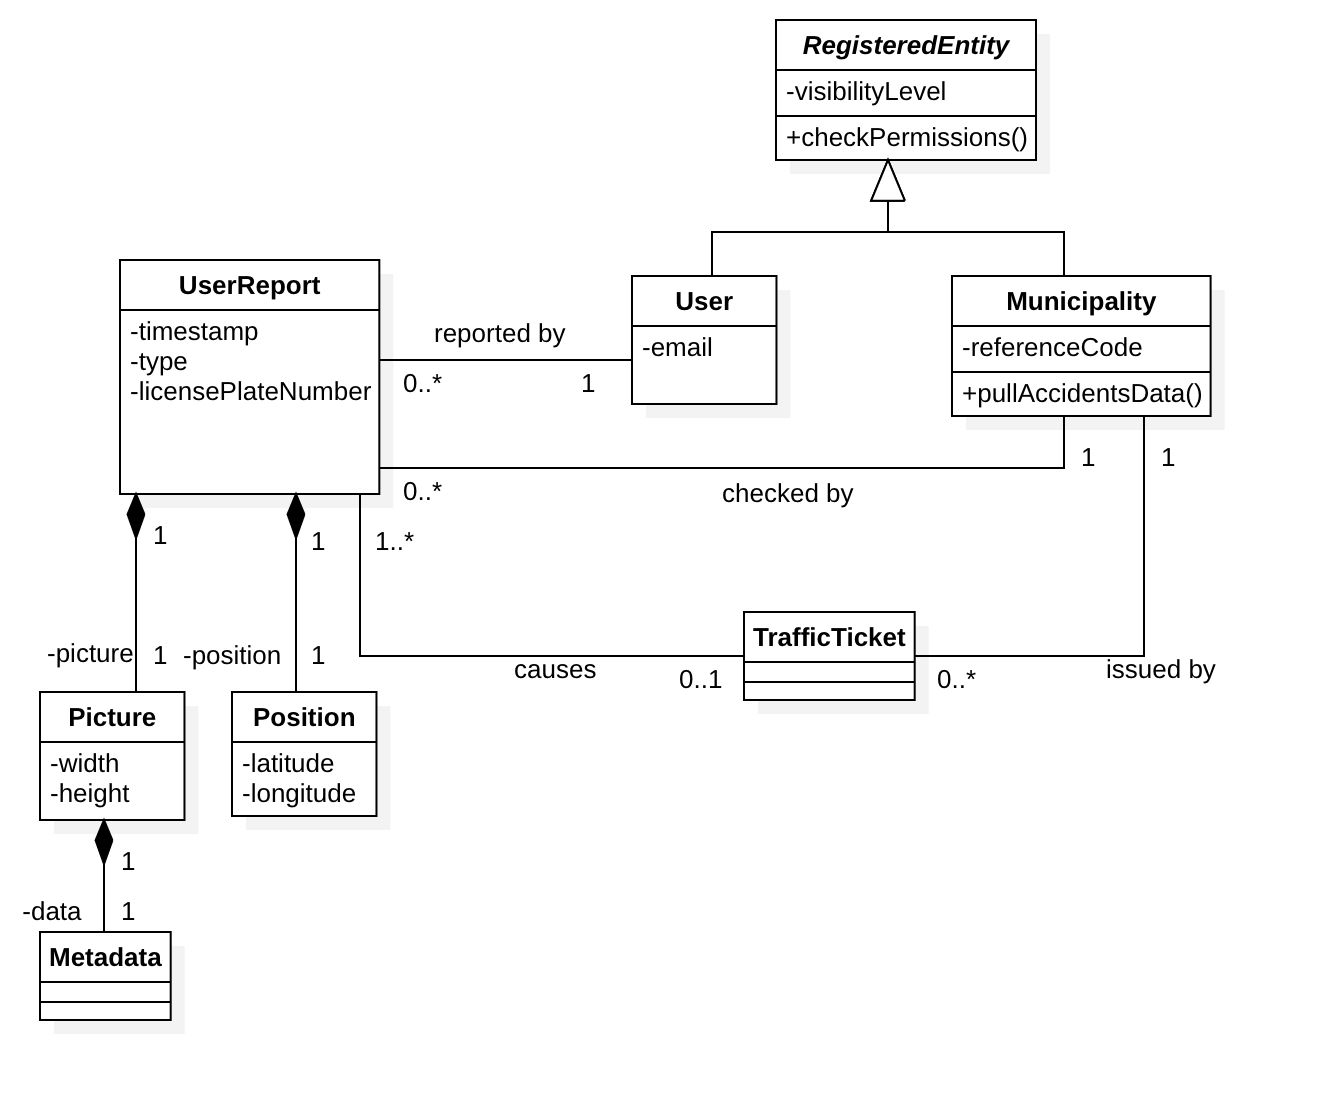 RegisteredEntity
-visibilityLevel
+checkPermissions()
UserReport
-timestamp
-type
-licensePlateNumber
reported by
0..*
1
User
-email
Municipality
-referenceCode
+pullAccidentsData()
1
1
0..*
checked by
1
1
1..*
-picture
1
-position
1
causes
0..1
TrafficTicket
0..*
issued by
Picture
-width
-height
Position
-latitude
-longitude
1
-data
1
Metadata